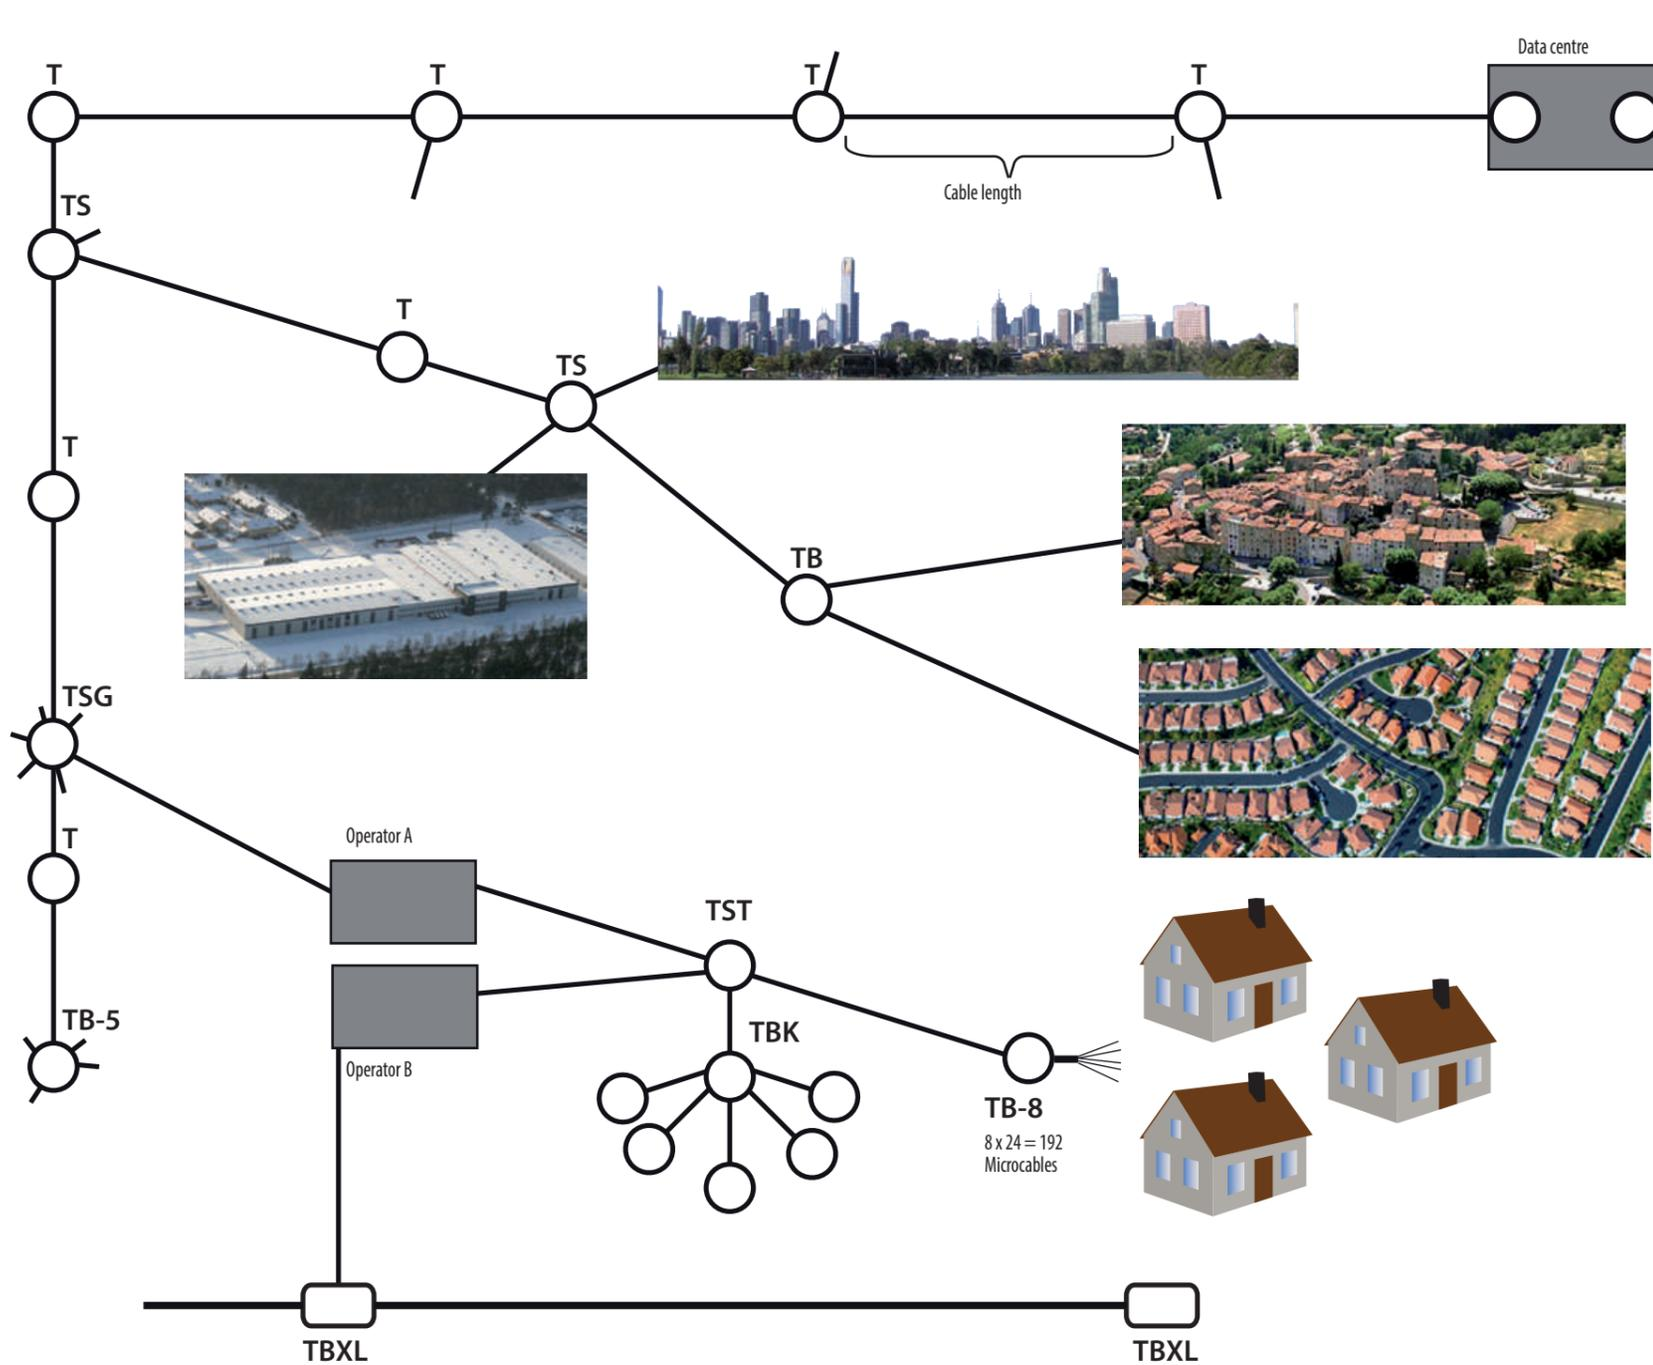 Data centre
T
T
T
T
Cable length
TS
T
TS
T
TB
TSG
T
Operator A
TST
TB-5
TBK
Operator B
TB-8
8 x 24 = 192
Microcables
TBXL
TBXL